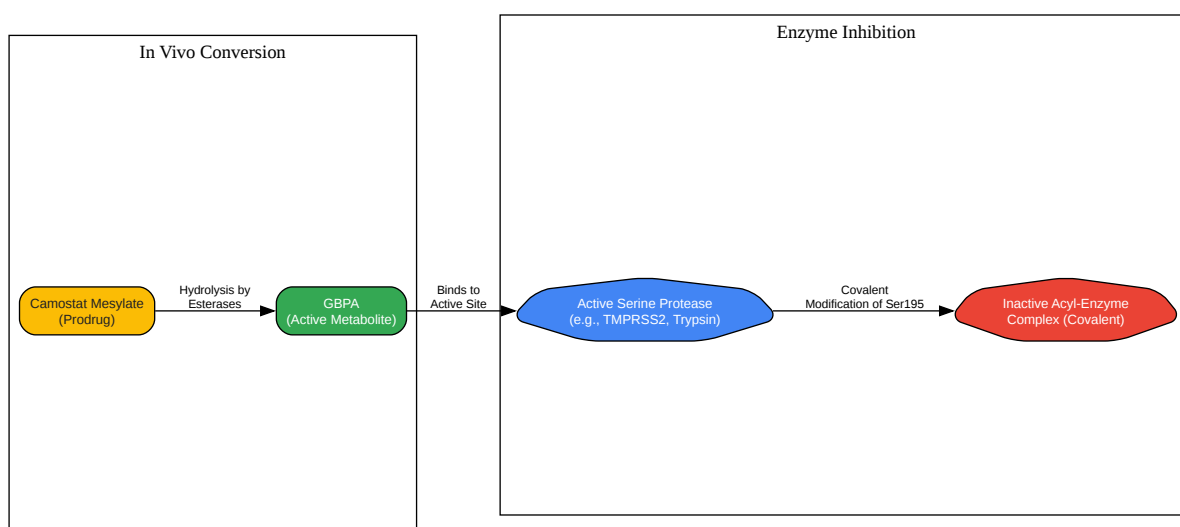 In Vivo Conversion
Enzyme Inhibition
Camostat Mesylate
(Prodrug)
Hydrolysis by
Esterases
GBPA
(Active Metabolite)
Binds to
Active Site
Active Serine Protease
(e.g., TMPRSS2, Trypsin)
Covalent
Modification of Ser195
Inactive Acyl-Enzyme
Complex (Covalent)